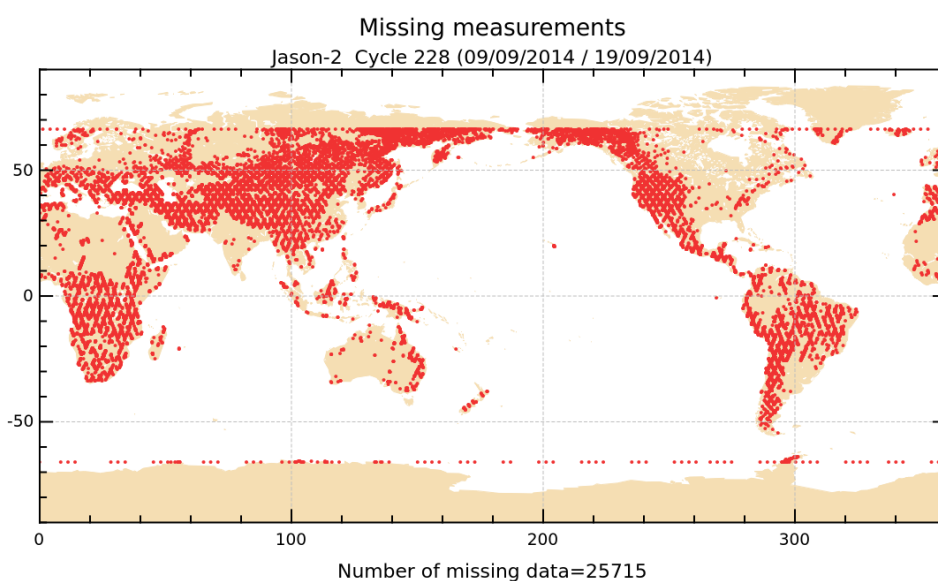 Missing measurements
Jason-2  Cycle 228 (09/09/2014 / 19/09/2014)
50
0
-50
0
100
200
300
Number of missing data=25715